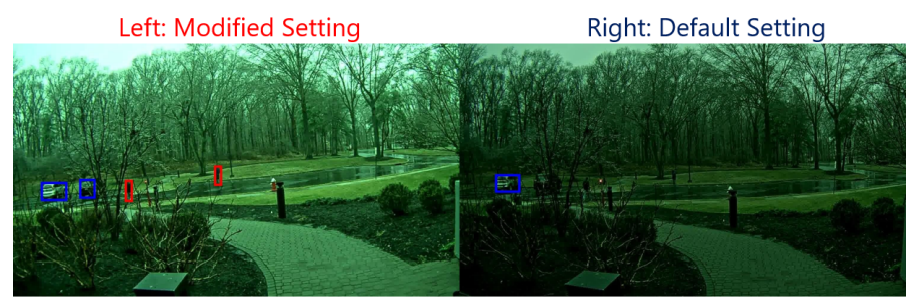 Left: Modified Setting
Right: Default Setting